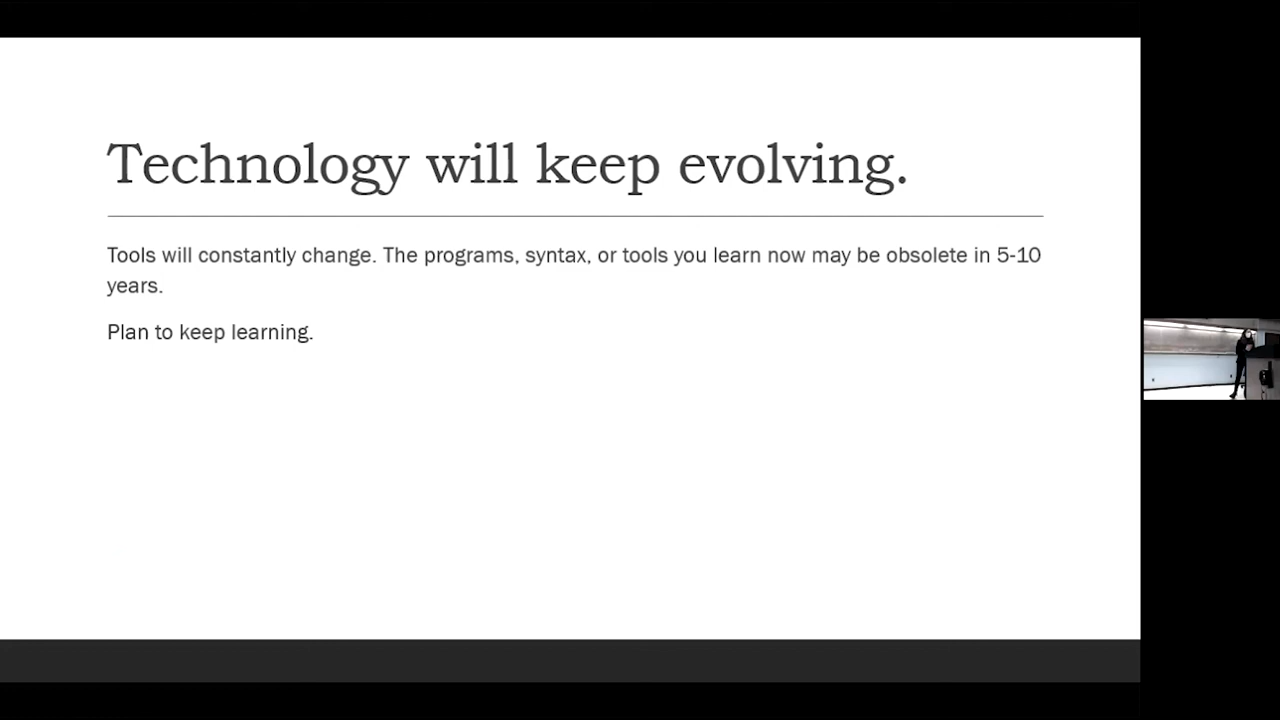 Technology will keep evolving.
Tools will constantly change. The programs, syntax, or tools you learn now may be obsolete in 5-10
years.
Plan to keep learning.